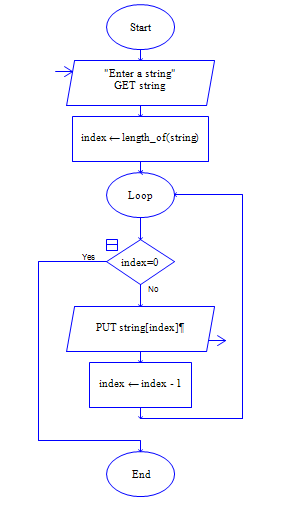 Start
"Enter a string"
GET string
index ← length_of(string)
Loop
Yes
index=0
No
PUT string[index]¶
index ← index - 1
End